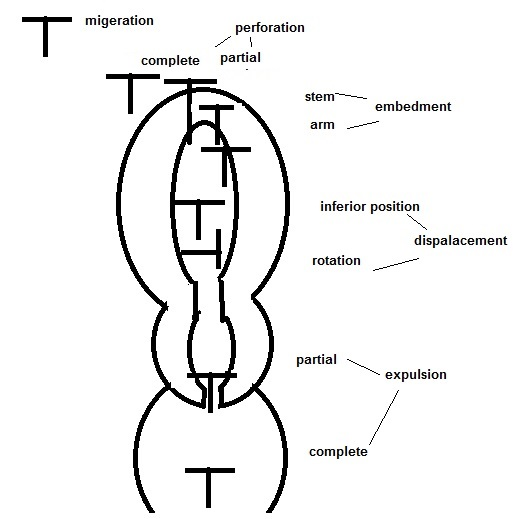 migeration
perforation
complete
partial
stem
embedment
arm
inferior position
dispalacement
rotation
partial
expulsion
complete